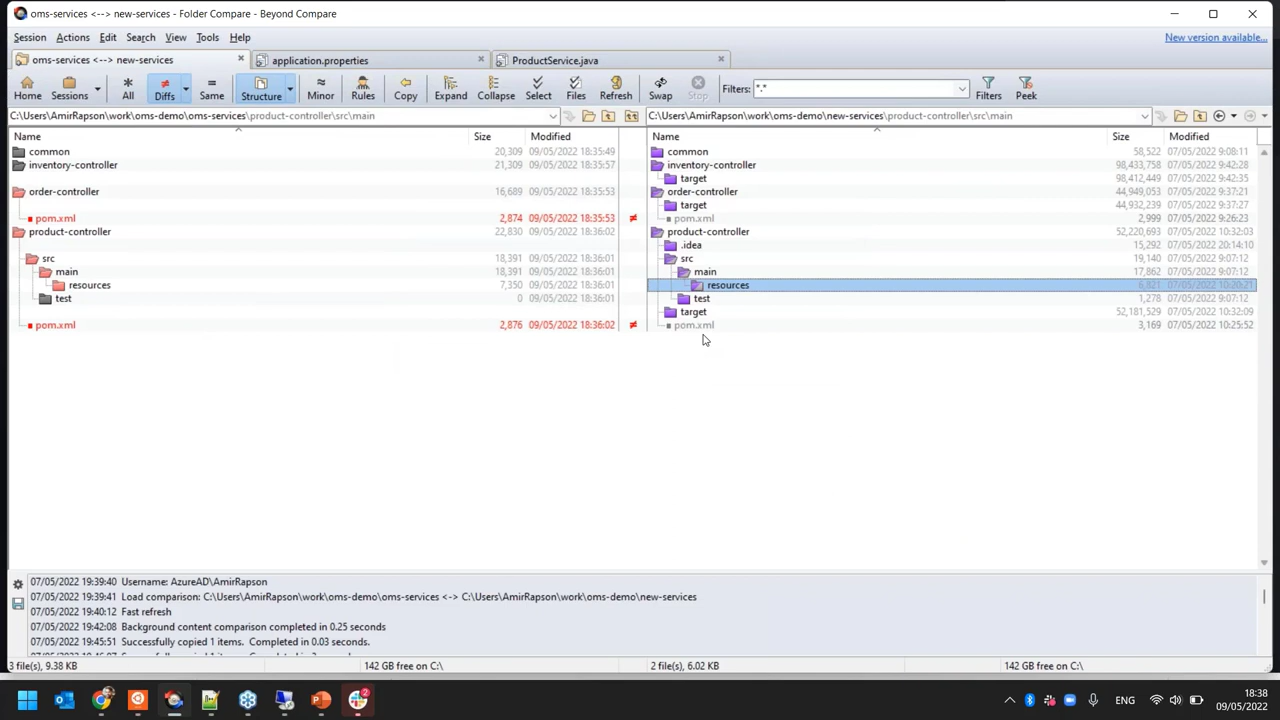 oms-services <--> new-services - Folder Compare - Beyond Compare
Session Actions Edit Search View Tools Help New version available...
oms-services <--> new-services application.properties ProductService.java
Home Sessions All Diffs Same Structure Minor Rules Copy Expand Collapse Select Files Refresh Swap Stop Filters: *.* Filters Peek
C:\Users\AmirRapson\work\oms-demo\oms-services\product-controller\src\main C:\Users\AmirRapson\work\oms-demo\new-services\product-controller\src\main
Name Size Modified Name Size Modified
common 20,309 09/05/2022 18:35:49 common 58,522 07/05/2022 9:08:11
inventory-controller 21,309 09/05/2022 18:35:57 inventory-controller 98,433,758 07/05/2022 9:42:28
target 98,412,449 07/05/2022 9:42:35
order-controller 16,689 09/05/2022 18:35:53 order-controller 44,949,053 07/05/2022 9:37:21
target 44,932,239 07/05/2022 9:37:27
pom.xml 2,874 09/05/2022 18:35:53 ≠ pom.xml 2,999 07/05/2022 9:26:23
product-controller 22,830 09/05/2022 18:36:02 product-controller 52,220,693 07/05/2022 10:32:03
.idea 15,292 07/05/2022 20:14:10
src 18,391 09/05/2022 18:36:01 src 19,140 07/05/2022 9:07:12
main 18,391 09/05/2022 18:36:01 main 17,862 07/05/2022 9:07:12
resources 7,350 09/05/2022 18:36:01 resources 6,821 07/05/2022 10:20:21
test 0 09/05/2022 18:36:01 test 1,278 07/05/2022 9:07:12
target 52,181,529 07/05/2022 10:32:09
pom.xml 2,876 09/05/2022 18:36:02 ≠ pom.xml 3,169 07/05/2022 10:25:52
07/05/2022 19:39:40 Username: AzureAD\AmirRapson
07/05/2022 19:39:41 Load comparison: C:\Users\AmirRapson\work\oms-demo\oms-services <-> C:\Users\AmirRapson\work\oms-demo\new-services
07/05/2022 19:40:12 Fast refresh
07/05/2022 19:42:08 Background content comparison completed in 0.25 seconds
07/05/2022 19:45:51 Successfully copied 1 items. Completed in 0.03 seconds.
3 file(s), 9.38 KB 142 GB free on C:\ 2 file(s), 6.02 KB 142 GB free on C:\
2 ENG 18:38
09/05/2022